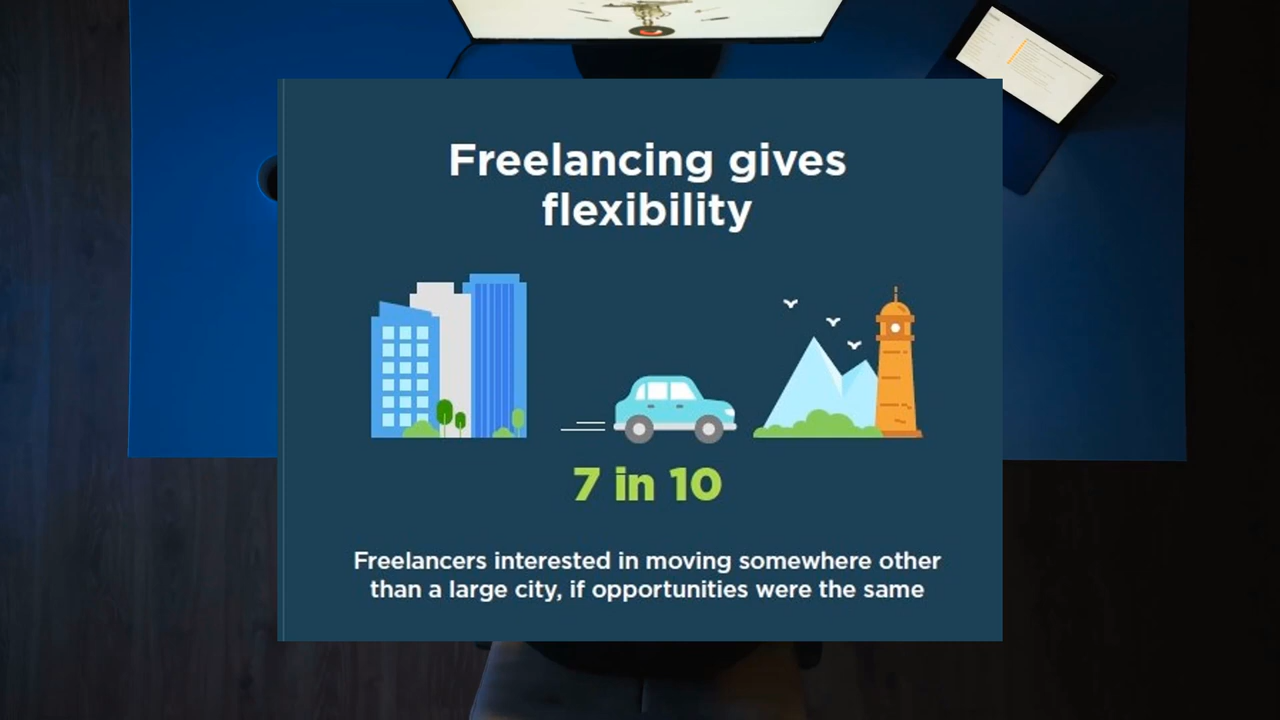 Freelancing gives
flexibility
7 in 10
Freelancers interested in moving somewhere other
than a large city, if opportunities were the same